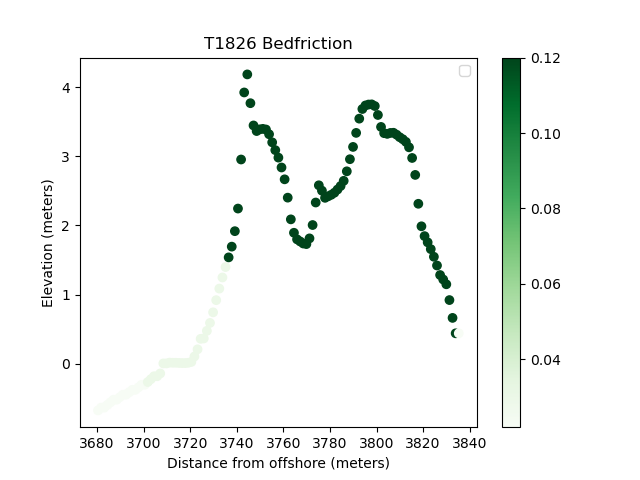 T1826 Bedfriction
Elevation (meters)
4
3
2
1
0
3680 3700 3720 3740 3760 3780 3800 3820 3840
Distance from offshore (meters)
0.12
0.10
0.08
0.06
0.04